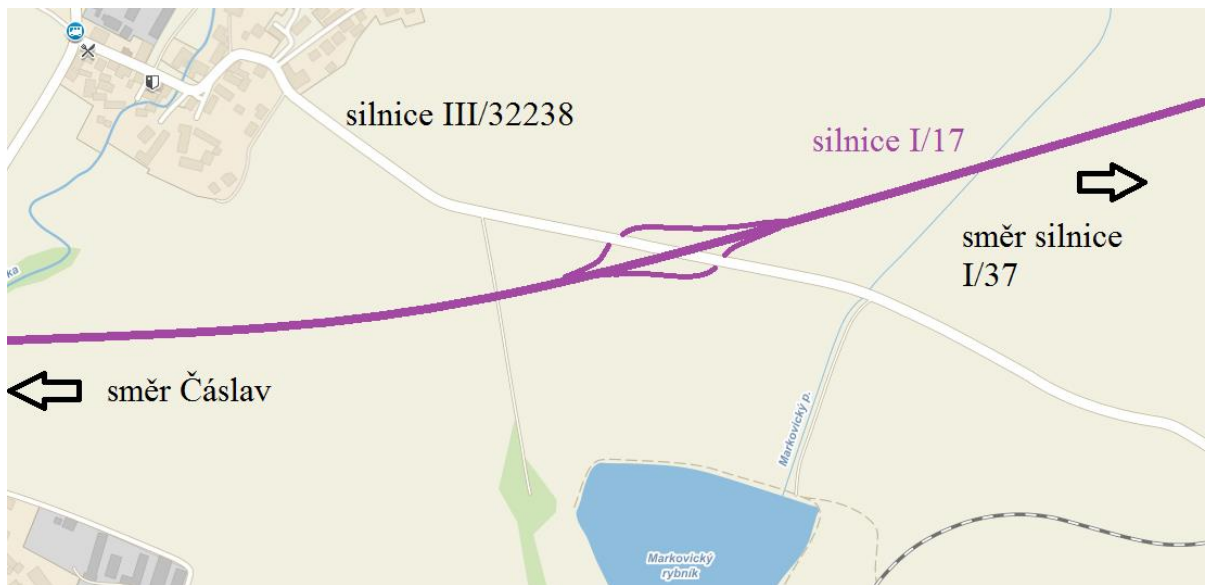 silnice III/32238
silnice I/17
směr silnice
I/37
směr Čáslav
Markovický p.
Markovický
rybník